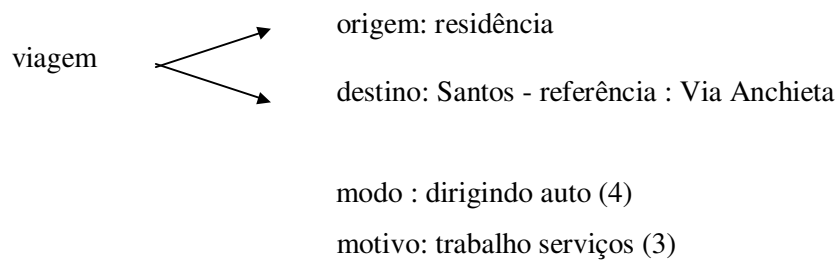 origem: residência
viagem
destino: Santos - referência : Via Anchieta
modo : dirigindo auto (4)
motivo: trabalho serviços (3)